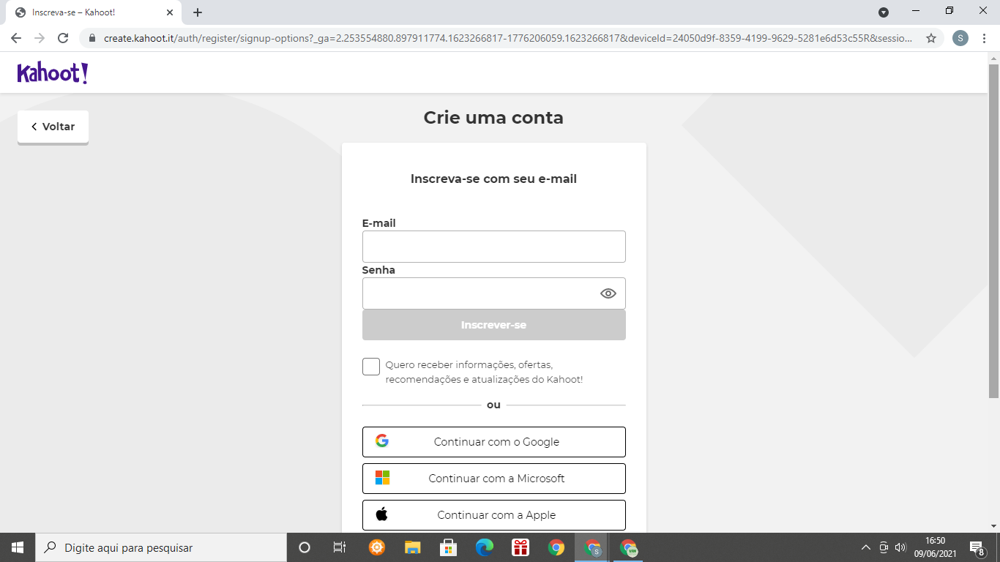 Inscreva-se – Kahoot!
create.kahoot.it/auth/register/signup-options?_ga=2.253554880.897911774.1623266817-1776206059.1623266817&deviceId=24050d9f-8359-4199-9629-5281e6d53c55R&sessio...
S
Kahoot!
Voltar
Crie uma conta
Inscreva-se com seu e-mail
E-mail
Senha
Inscrever-se
Quero receber informações, ofertas,
recomendações e atualizações do Kahoot!
ou
Continuar com o Google
Continuar com a Microsoft
Continuar com a Apple
Digite aqui para pesquisar
S
16:50
09/06/2021
8